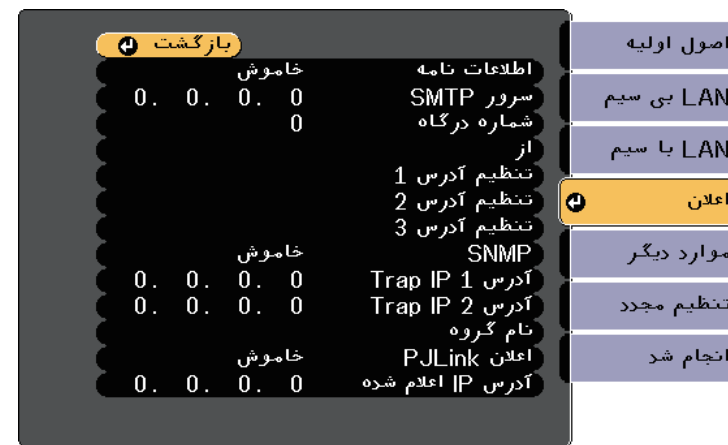 بازگشت
اطلاعات نامه خاموش
سرور SMTP 0. 0. 0. 0
شماره درگاه 0
از
تنظیم آدرس 1
تنظیم آدرس 2
تنظیم آدرس 3
SNMP خاموش
آدرس Trap IP 1 0. 0. 0. 0
آدرس Trap IP 2 0. 0. 0. 0
نام گروه
اعلان PJLink خاموش
آدرس IP اعلام شده 0. 0. 0. 0
اصول اولیه
LAN بی سیم
LAN با سیم
اعلان
موارد دیگر
تنظیم مجدد
انجام شد